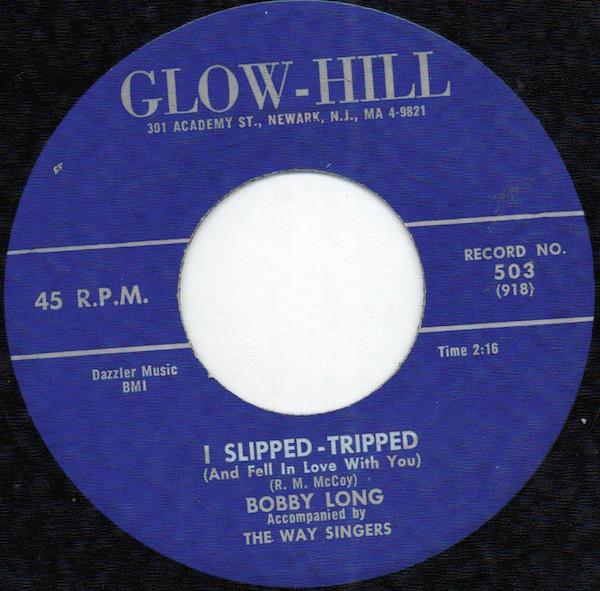 GLOW-HILL
301 ACADEMY ST., NEWARK, N.J., MA 4-9821
45 R.P.M.
RECORD NO.
503
(918)
Dazzler Music
BMI
Time 2:16
I SLIPPED-TRIPPED
(And Fell In Love With You)
(R. M. McCoy)
BOBBY LONG
Accompanied by
THE WAY SINGERS